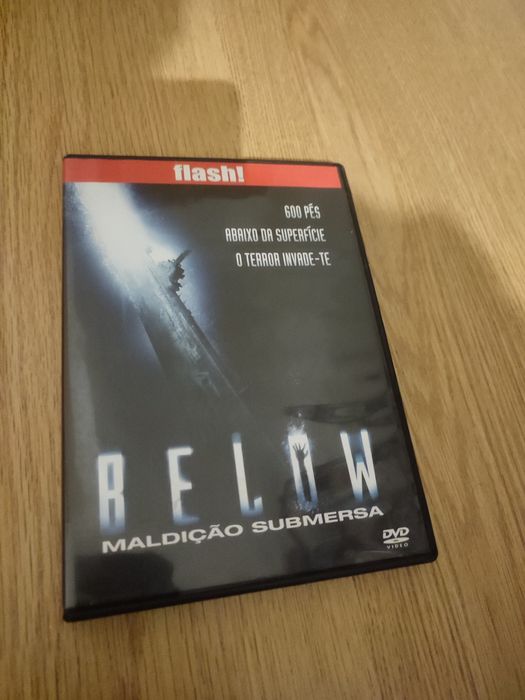 flash!
600 PÉS
ABAIXO DA SUPERFÍCIE
O TERROR INVADE-TE
BELOW
MALDIÇÃO SUBMERSA
DVD
VIDEO